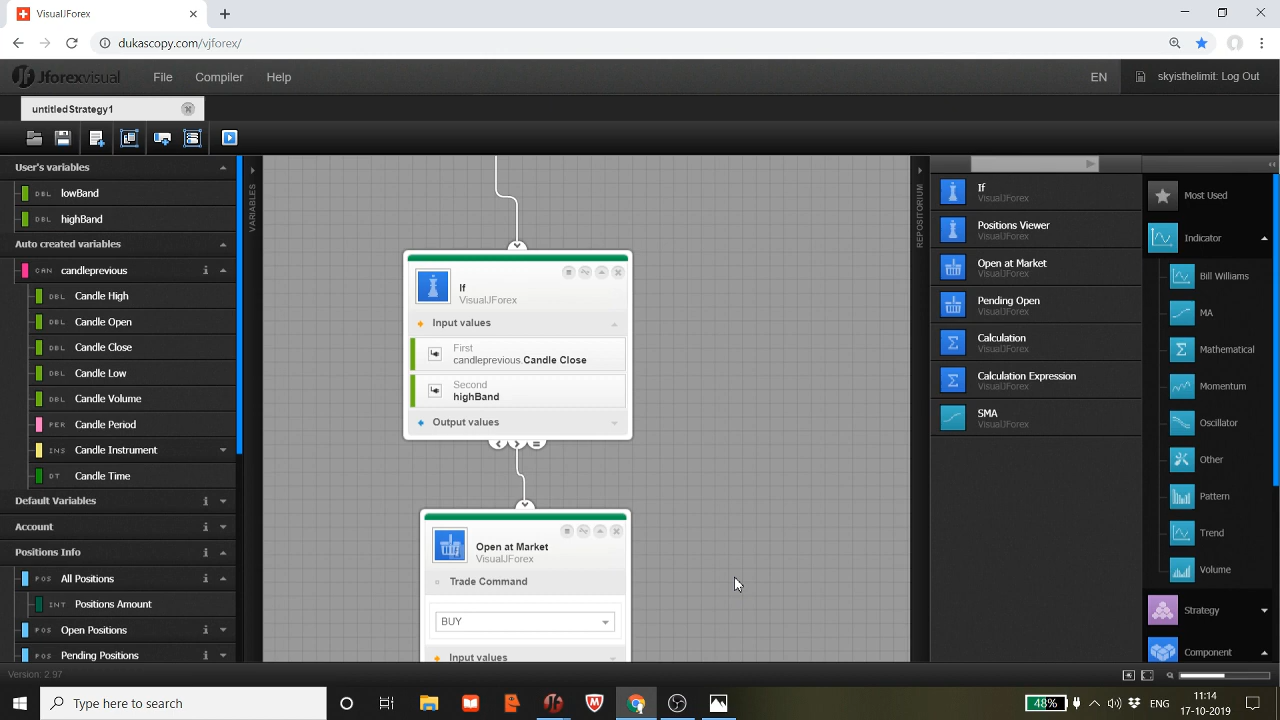 VisualJForex
dukascopy.com/vjforex/
Jforexvisual
File
Compiler
Help
EN
skyisthelimit: Log Out
untitledStrategy1
User's variables
DBL lowBand
DBL highBand
Auto created variables
CAN candleprevious
DBL Candle High
DBL Candle Open
DBL Candle Close
DBL Candle Low
DBL Candle Volume
PER Candle Period
INS Candle Instrument
DT Candle Time
Default Variables
Account
Positions Info
POS All Positions
INT Positions Amount
POS Open Positions
POS Pending Positions
Version: 2.97
VARIABLES
If
VisualJForex
Input values
First
candleprevious.Candle Close
Second
highBand
Output values
Open at Market
VisualJForex
Trade Command
BUY
Input values
REPOSITORIUM
If
VisualJForex
Positions Viewer
VisualJForex
Open at Market
VisualJForex
Pending Open
VisualJForex
Calculation
VisualJForex
Calculation Expression
VisualJForex
SMA
VisualJForex
Most Used
Indicator
Bill Williams
MA
Mathematical
Momentum
Oscillator
Other
Pattern
Trend
Volume
Strategy
Component
Type here to search
48%
ENG
11:14
17-10-2019